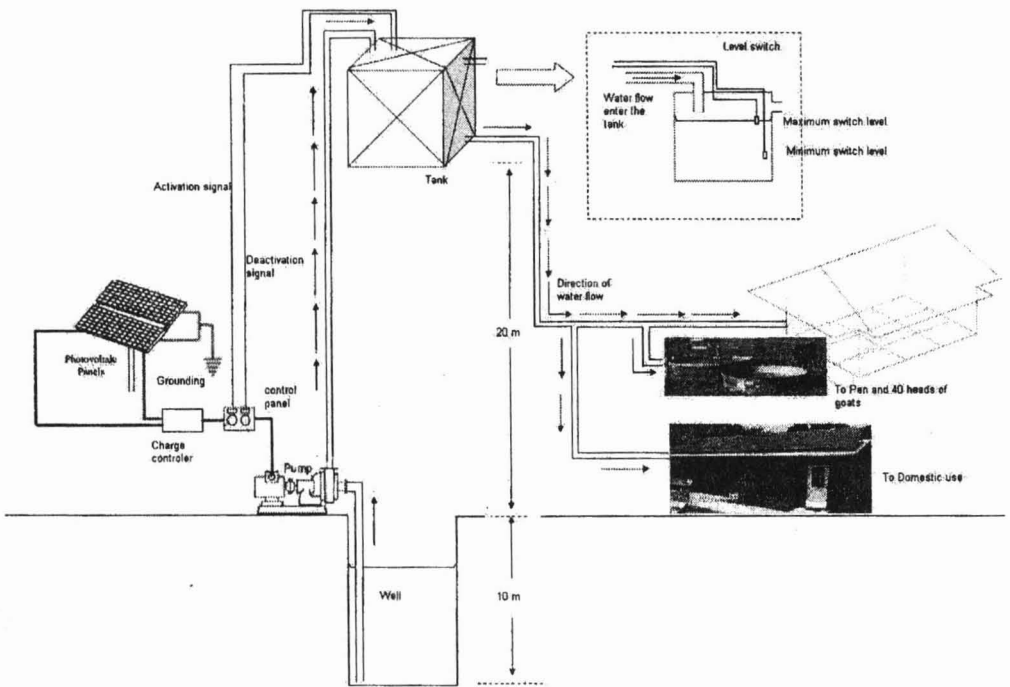 Level switch
Water flow
enter the
tank
Maximum switch level
Minimum switch level
Tank
Activation signal
Deactivation
signal
Direction of
water flow
20 m
Photovoltaic
Panels
Grounding
control
panel
To Pen and 40 heads of
goats
Charge
controler
Pump
To Domestic use
Well
10 m